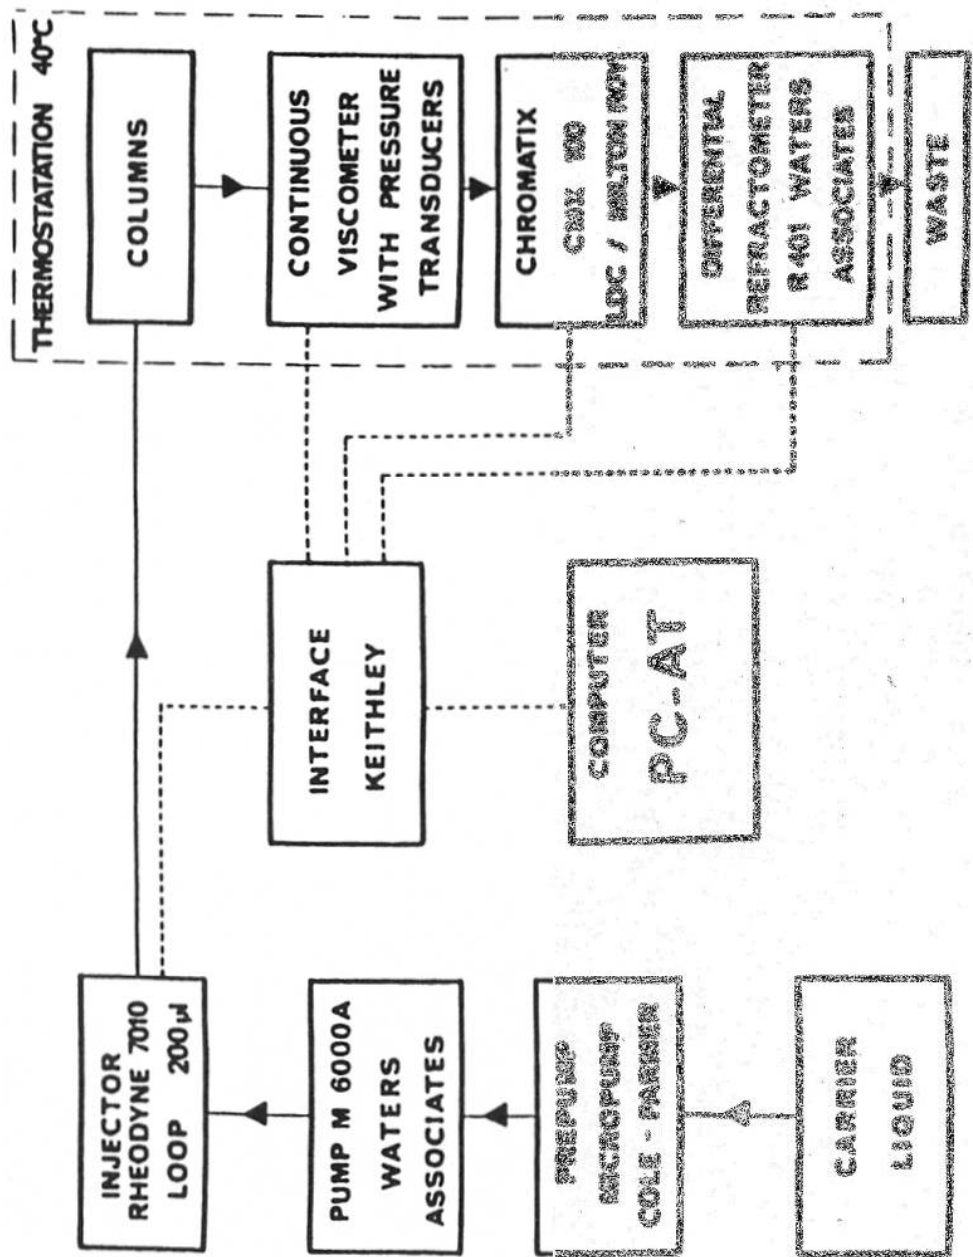 THERMOSTATATION 40°C
COLUMNS
CONTINUOUS
VISCOMETER
WITH PRESSURE
TRANSDUCERS
CHROMATIX
CMX 100
LDC / MILTON ROY
DIFFERENTIAL
REFRACTOMETER
R 401 WATERS
ASSOCIATES
WASTE
INTERFACE
KEITHLEY
COMPUTER
PC-AT
INJECTOR
RHEODYNE 7010
LOOP 200 µl
PUMP M 6000A
WATERS
ASSOCIATES
PREPUMP
MICROPUMP
COLE - PARMER
CARRIER
LIQUID